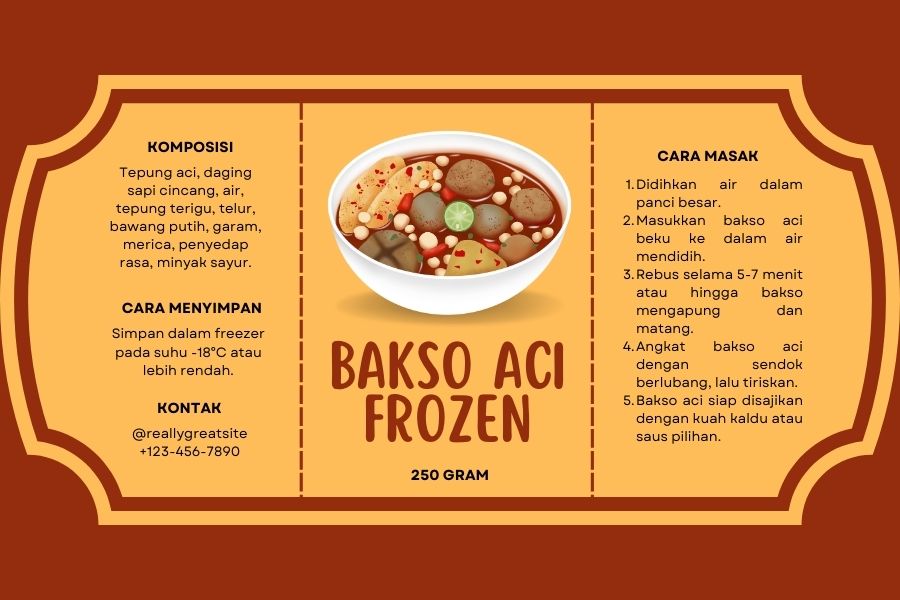 KOMPOSISI
Tepung aci, daging
sapi cincang, air,
tepung terigu, telur,
bawang putih, garam,
merica, penyedap
rasa, minyak sayur.
CARA MENYIMPAN
Simpan dalam freezer
pada suhu -18°C atau
lebih rendah.
KONTAK
@reallygreatsite
+123-456-7890
BAKSO ACI
FROZEN
250 GRAM
CARA MASAK
1. Didihkan air dalam
panci besar.
2. Masukkan bakso aci
beku ke dalam air
mendidih.
3. Rebus selama 5-7 menit
atau hingga bakso
mengapung dan
matang.
4. Angkat bakso aci
dengan sendok
berlubang, lalu tiriskan.
5. Bakso aci siap disajikan
dengan kuah kaldu atau
saus pilihan.